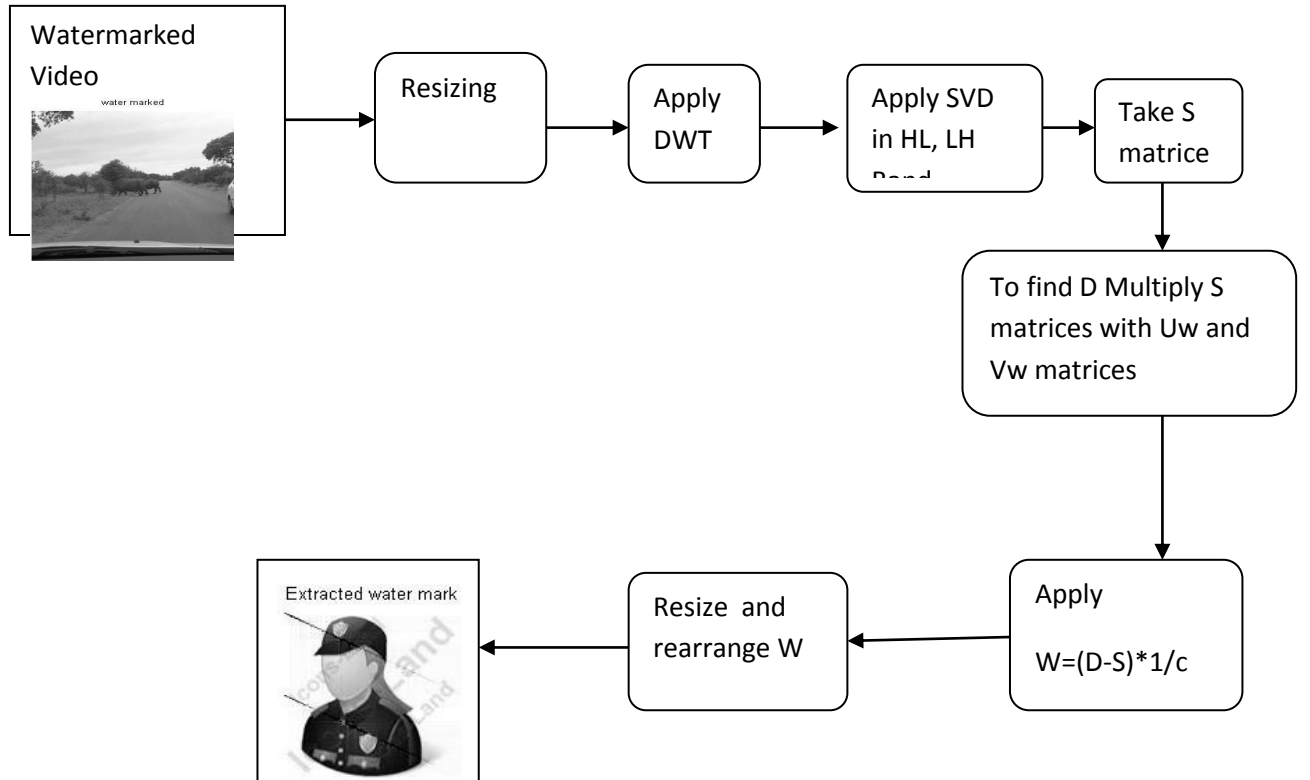 Watermarked
Video
water marked
Resizing
Apply
DWT
Apply SVD
in HL, LH
Take S
matrice
To find D Multiply S
matrices with Uw and
Vw matrices
Apply
W=(D-S)*1/c
Resize and
rearrange W
Extracted water mark